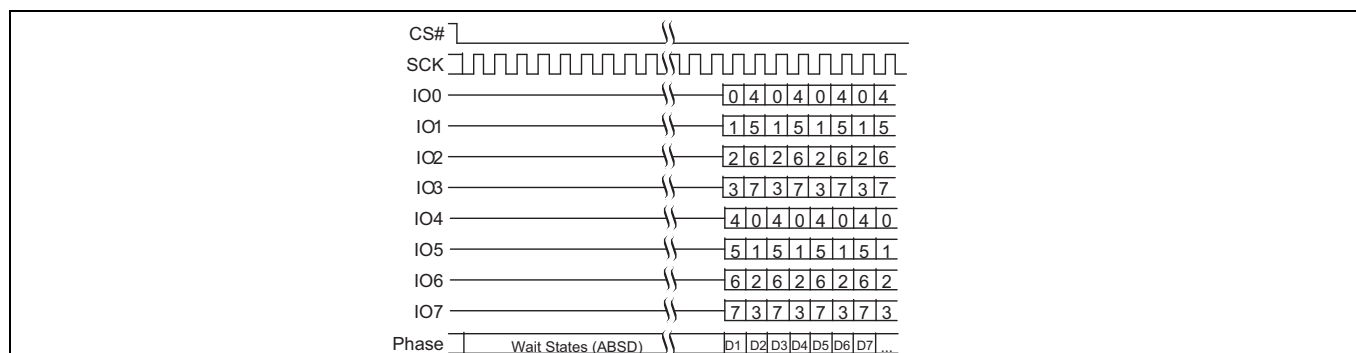 CS#
SCK
IO0 0 4 0 4 0 4 0 4
IO1 1 5 1 5 1 5 1 5
IO2 2 6 2 6 2 6 2 6
IO3 3 7 3 7 3 7 3 7
IO4 4 0 4 0 4 0 4 0
IO5 5 1 5 1 5 1 5 1
IO6 6 2 6 2 6 2 6 2
IO7 7 3 7 3 7 3 7 3
Phase Wait States (ABSD) D1 D2 D3 D4 D5 D6 D7 ...